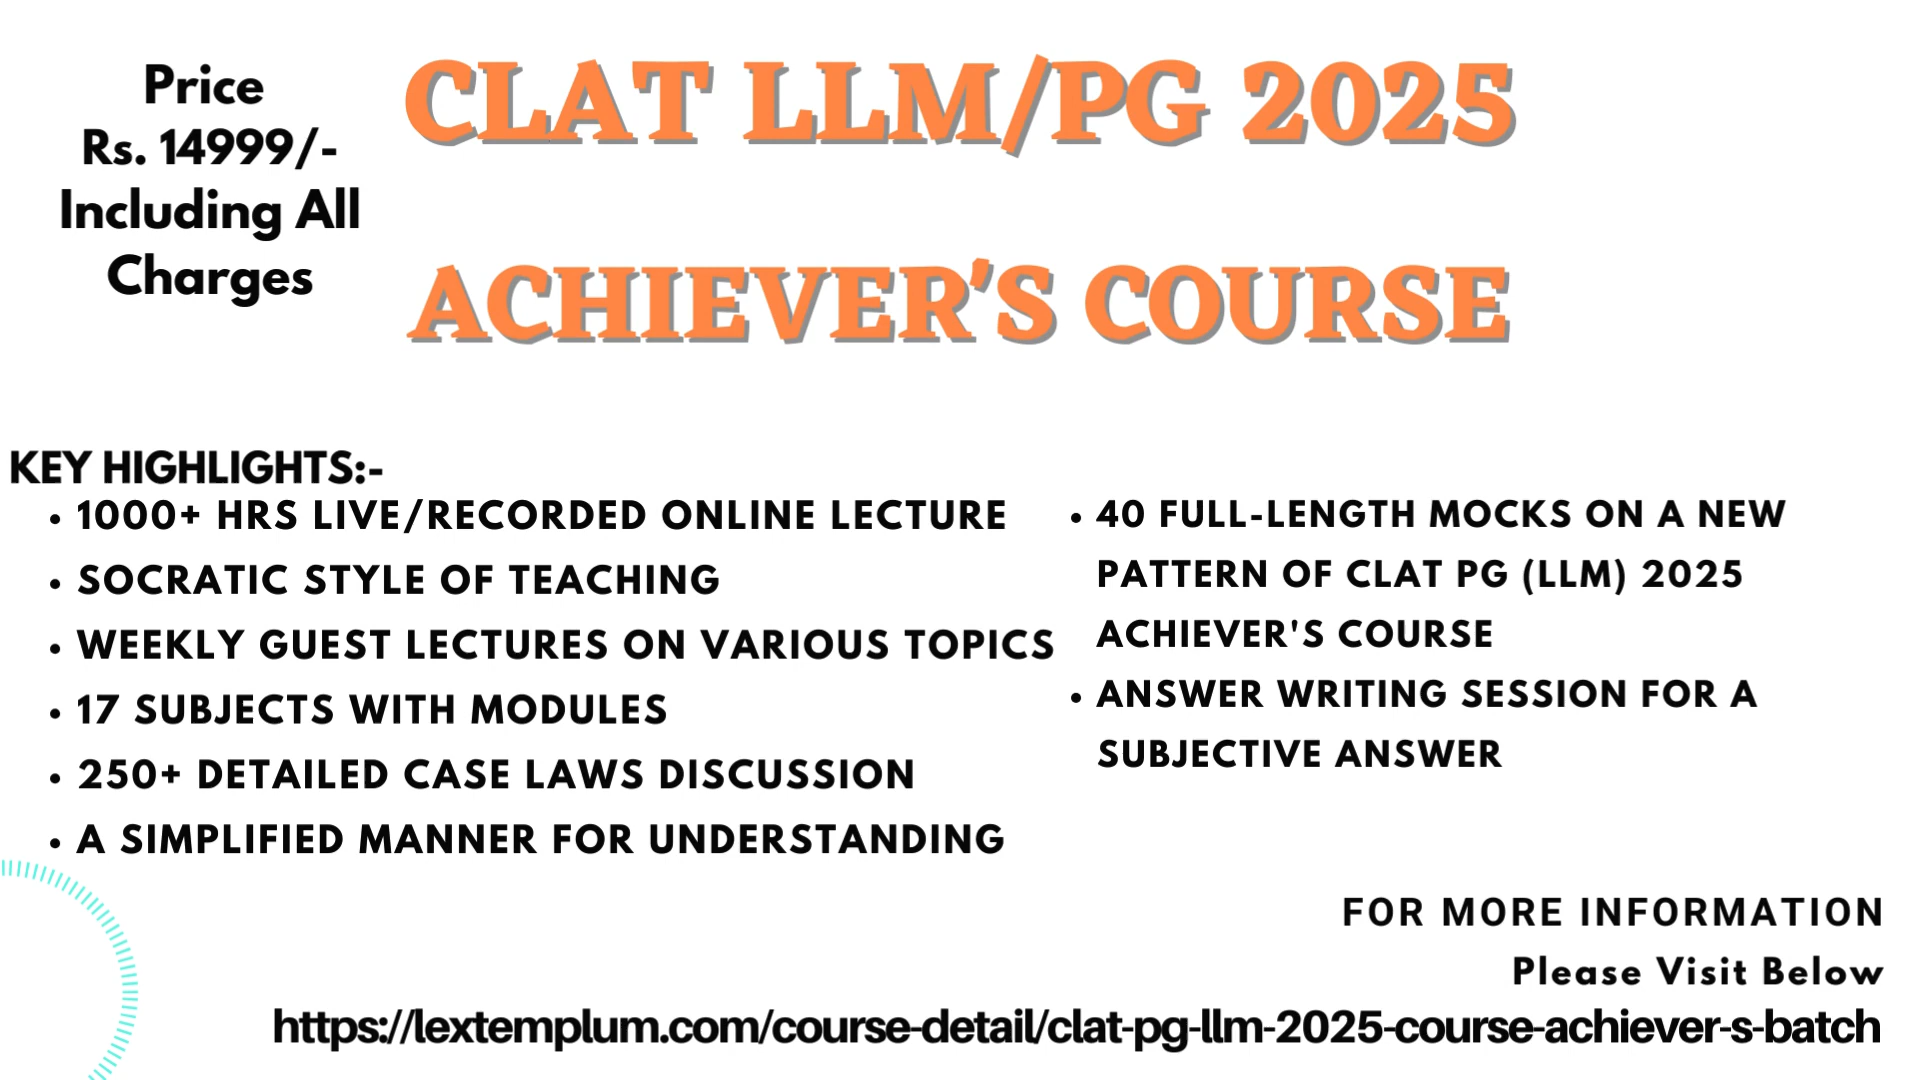 Price
Rs. 14999/-
Including All
Charges
CLAT LLM/PG 2025
ACHIEVER'S COURSE
KEY HIGHLIGHTS:-
• 1000+ HRS LIVE/RECORDED ONLINE LECTURE
• SOCRATIC STYLE OF TEACHING
• WEEKLY GUEST LECTURES ON VARIOUS TOPICS
• 17 SUBJECTS WITH MODULES
• 250+ DETAILED CASE LAWS DISCUSSION
• A SIMPLIFIED MANNER FOR UNDERSTANDING
• 40 FULL-LENGTH MOCKS ON A NEW
PATTERN OF CLAT PG (LLM) 2025
ACHIEVER'S COURSE
• ANSWER WRITING SESSION FOR A
SUBJECTIVE ANSWER
FOR MORE INFORMATION
Please Visit Below
https://lextemplum.com/course-detail/clat-pg-llm-2025-course-achiever-s-batch